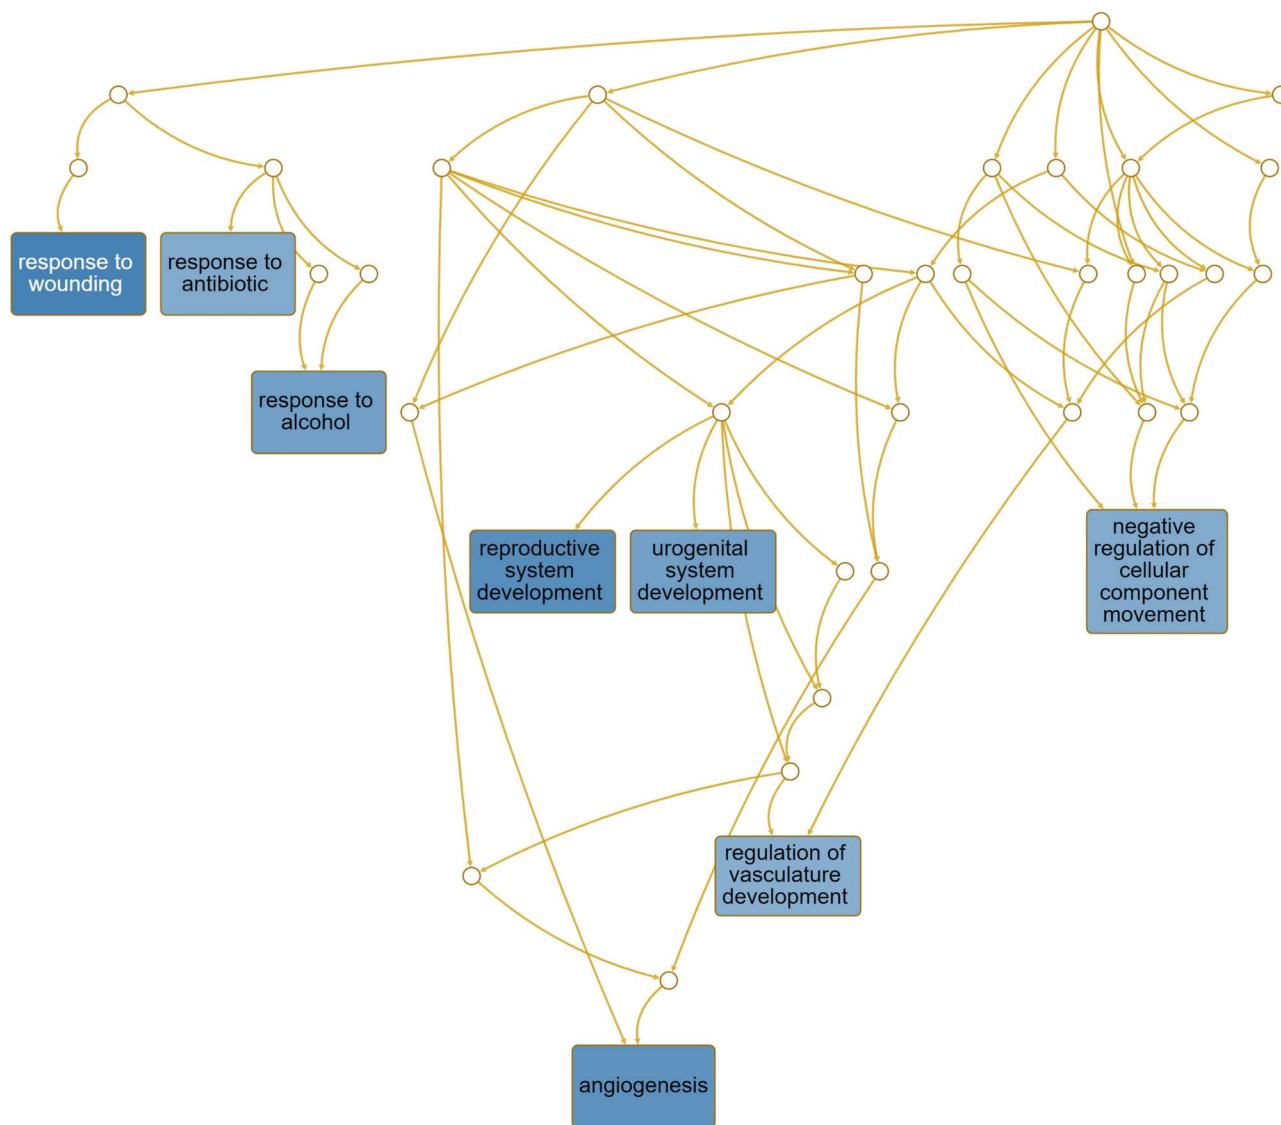 response to
wounding
response to
antibiotic
response to
alcohol
reproductive
system
development
urogenital
system
development
negative
regulation of
cellular
component
movement
regulation of
vasculature
development
angiogenesis